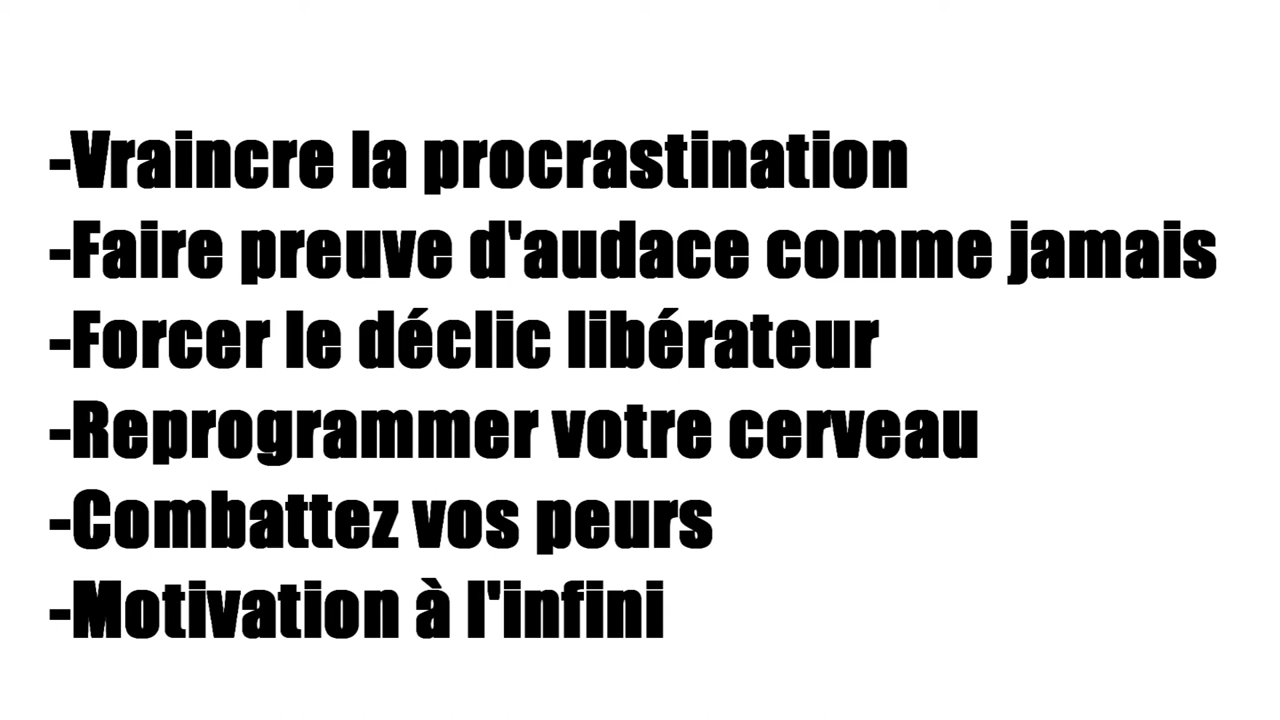 -Vraincre la procrastination
-Faire preuve d'audace comme jamais
-Forcer le déclic libérateur
-Reprogrammer votre cerveau
-Combattez vos peurs
-Motivation à l'infini